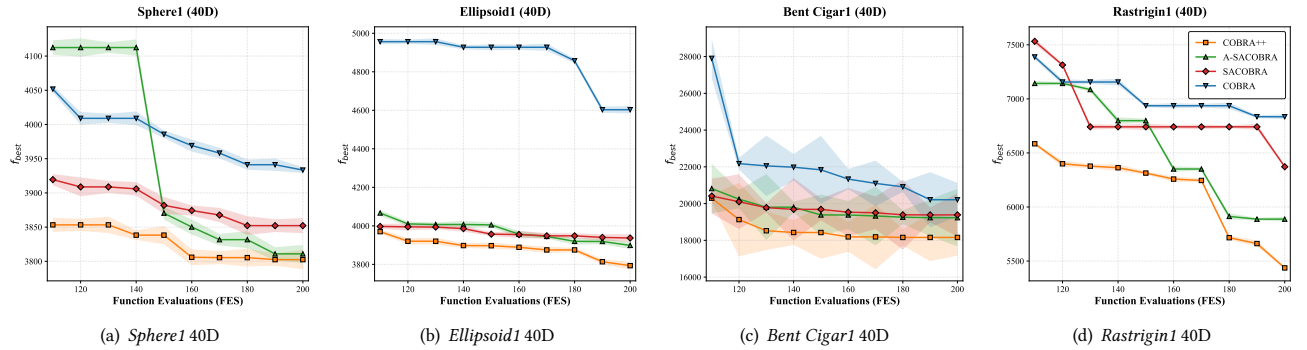 Sphere1 (40D)
4100
4050
4000
3950
3900
3850
3800
f_best
120
140
160
180
200
Function Evaluations (FES)
(a) Sphere1 40D
Ellipsoid1 (40D)
5000
4800
4600
4400
4200
4000
3800
f_best
120
140
160
180
200
Function Evaluations (FES)
(b) Ellipsoid1 40D
Bent Cigar1 (40D)
28000
26000
24000
22000
20000
18000
16000
f_best
120
140
160
180
200
Function Evaluations (FES)
(c) Bent Cigar1 40D
Rastrigin1 (40D)
7500
7000
6500
6000
5500
f_best
COBRA++
A-SACOBRA
SACOBRA
COBRA
120
140
160
180
200
Function Evaluations (FES)
(d) Rastrigin1 40D